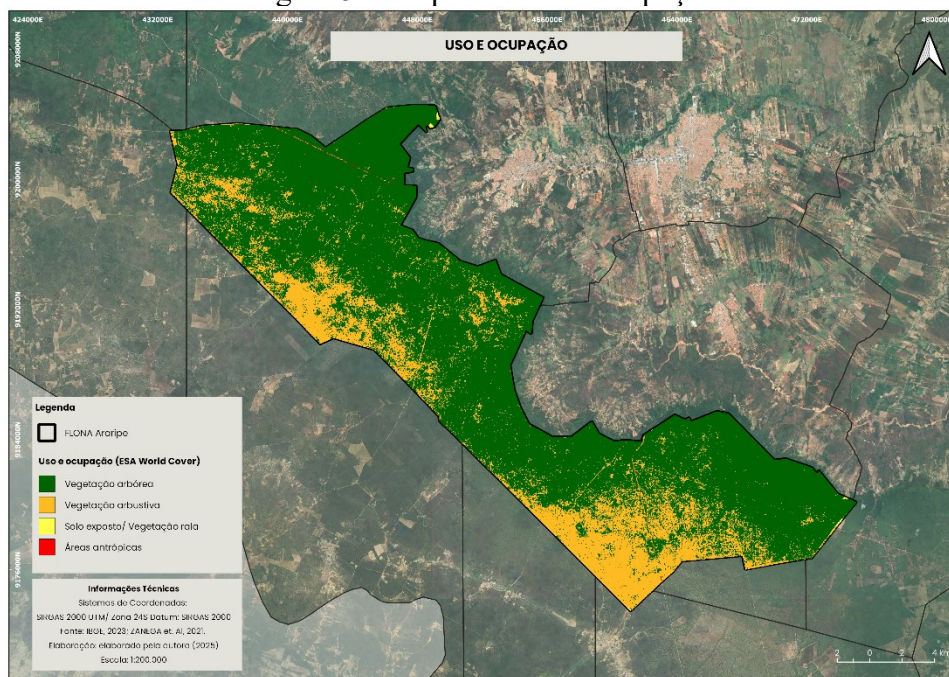 424000E 432000E 440000E 448000E 456000E 464000E 472000E 480000E
USO E OCUPAÇÃO
9208000N
9200000N
9192000N
9184000N
9176000N
Legenda
FLONA Araripe
Uso e ocupação (ESA World Cover)
Vegetação arbórea
Vegetação arbustiva
Solo exposto/ Vegetação rala
Áreas antrópicas
Informações Técnicas
Sistemas de Coordenadas:
SIRGAS 2000 UTM/ Zona 24S Datum: SIRGAS 2000
Fonte: IBGE, 2023; ZANEGA et. Al, 2021.
Elaboração: elaborado pela autora (2025)
Escala: 1:200.000
2 0 2 4 km